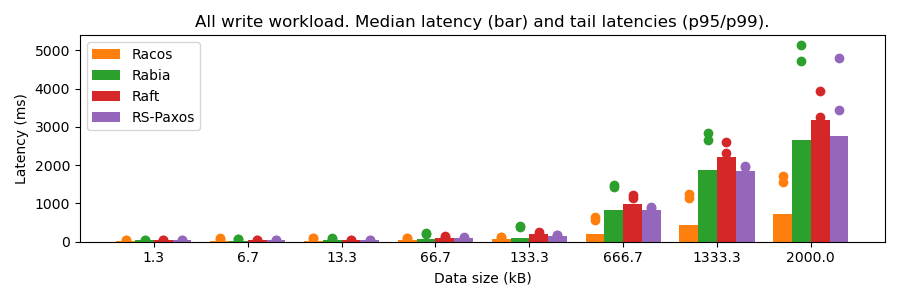 All write workload. Median latency (bar) and tail latencies (p95/p99).
Latency (ms)
5000
4000
3000
2000
1000
0
Racos
Rabia
Raft
RS-Paxos
1.3 6.7 13.3 66.7 133.3 666.7 1333.3 2000.0
Data size (kB)